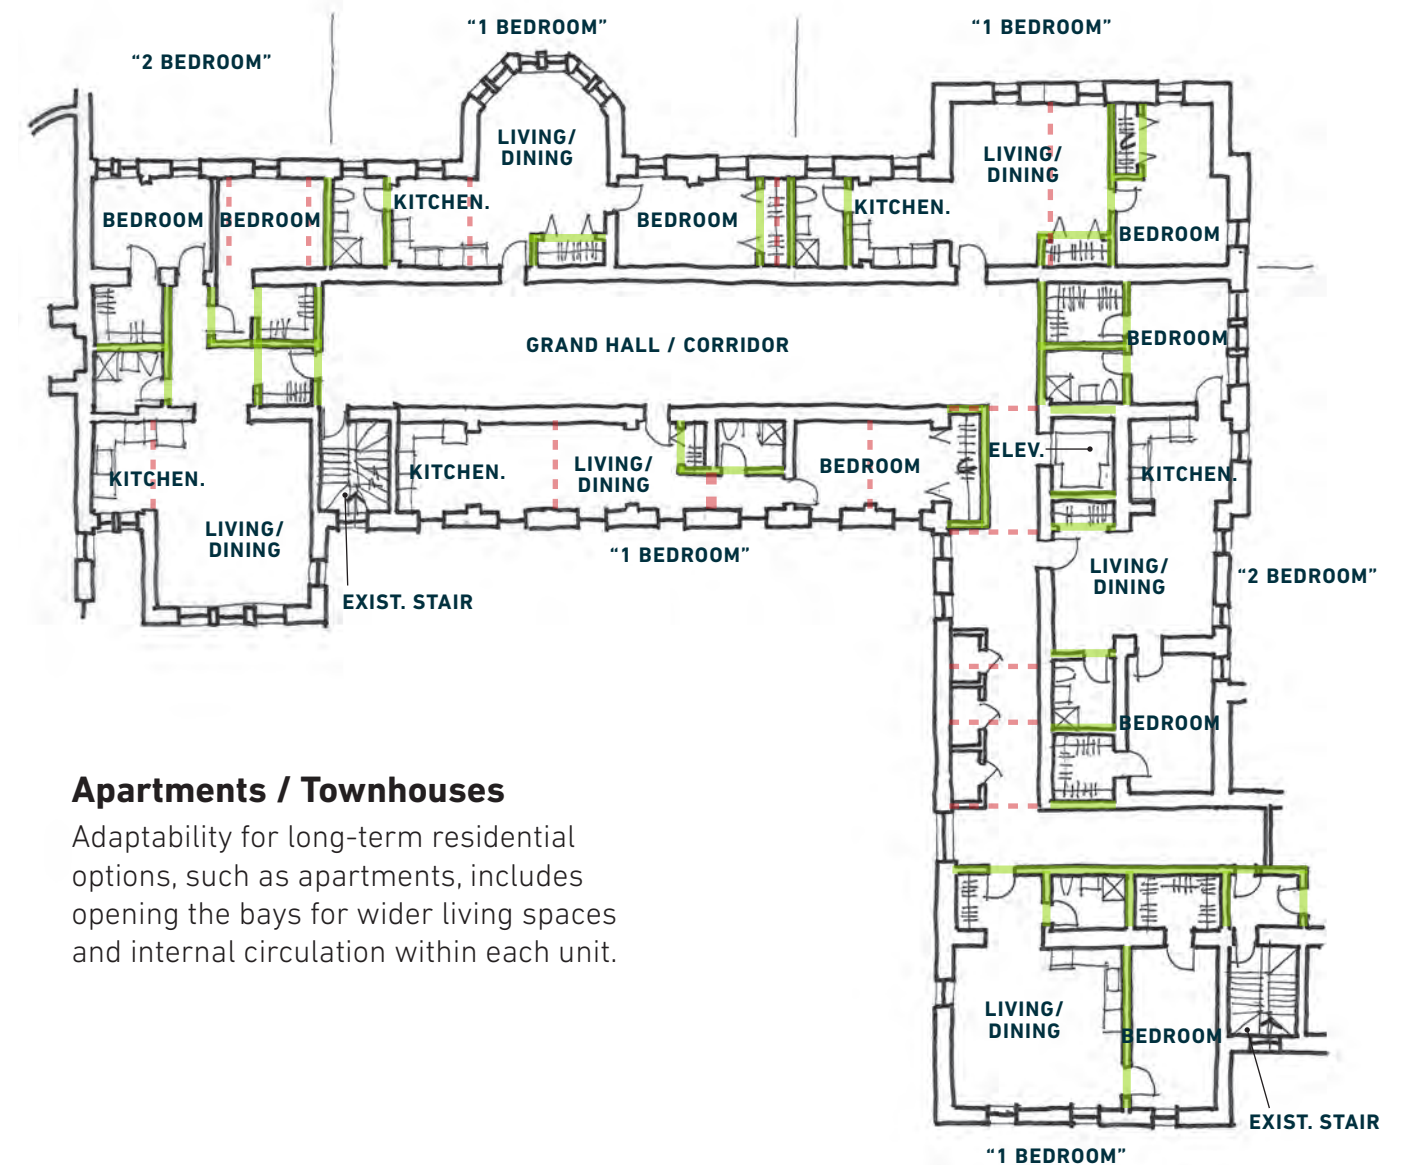 "1 BEDROOM"
"1 BEDROOM"
"2 BEDROOM"
LIVING/
DINING
LIVING/
DINING
KITCHEN.
KITCHEN.
BEDROOM
BEDROOM
BEDROOM
BEDROOM
GRAND HALL / CORRIDOR
BEDROOM
ELEV.
KITCHEN.
KITCHEN.
LIVING/
DINING
BEDROOM
KITCHEN.
LIVING/
DINING
"1 BEDROOM"
LIVING/
DINING
"2 BEDROOM"
EXIST. STAIR
BEDROOM
Apartments / Townhouses
Adaptability for long-term residential
options, such as apartments, includes
opening the bays for wider living spaces
and internal circulation within each unit.
LIVING/
DINING
BEDROOM
EXIST. STAIR
"1 BEDROOM"